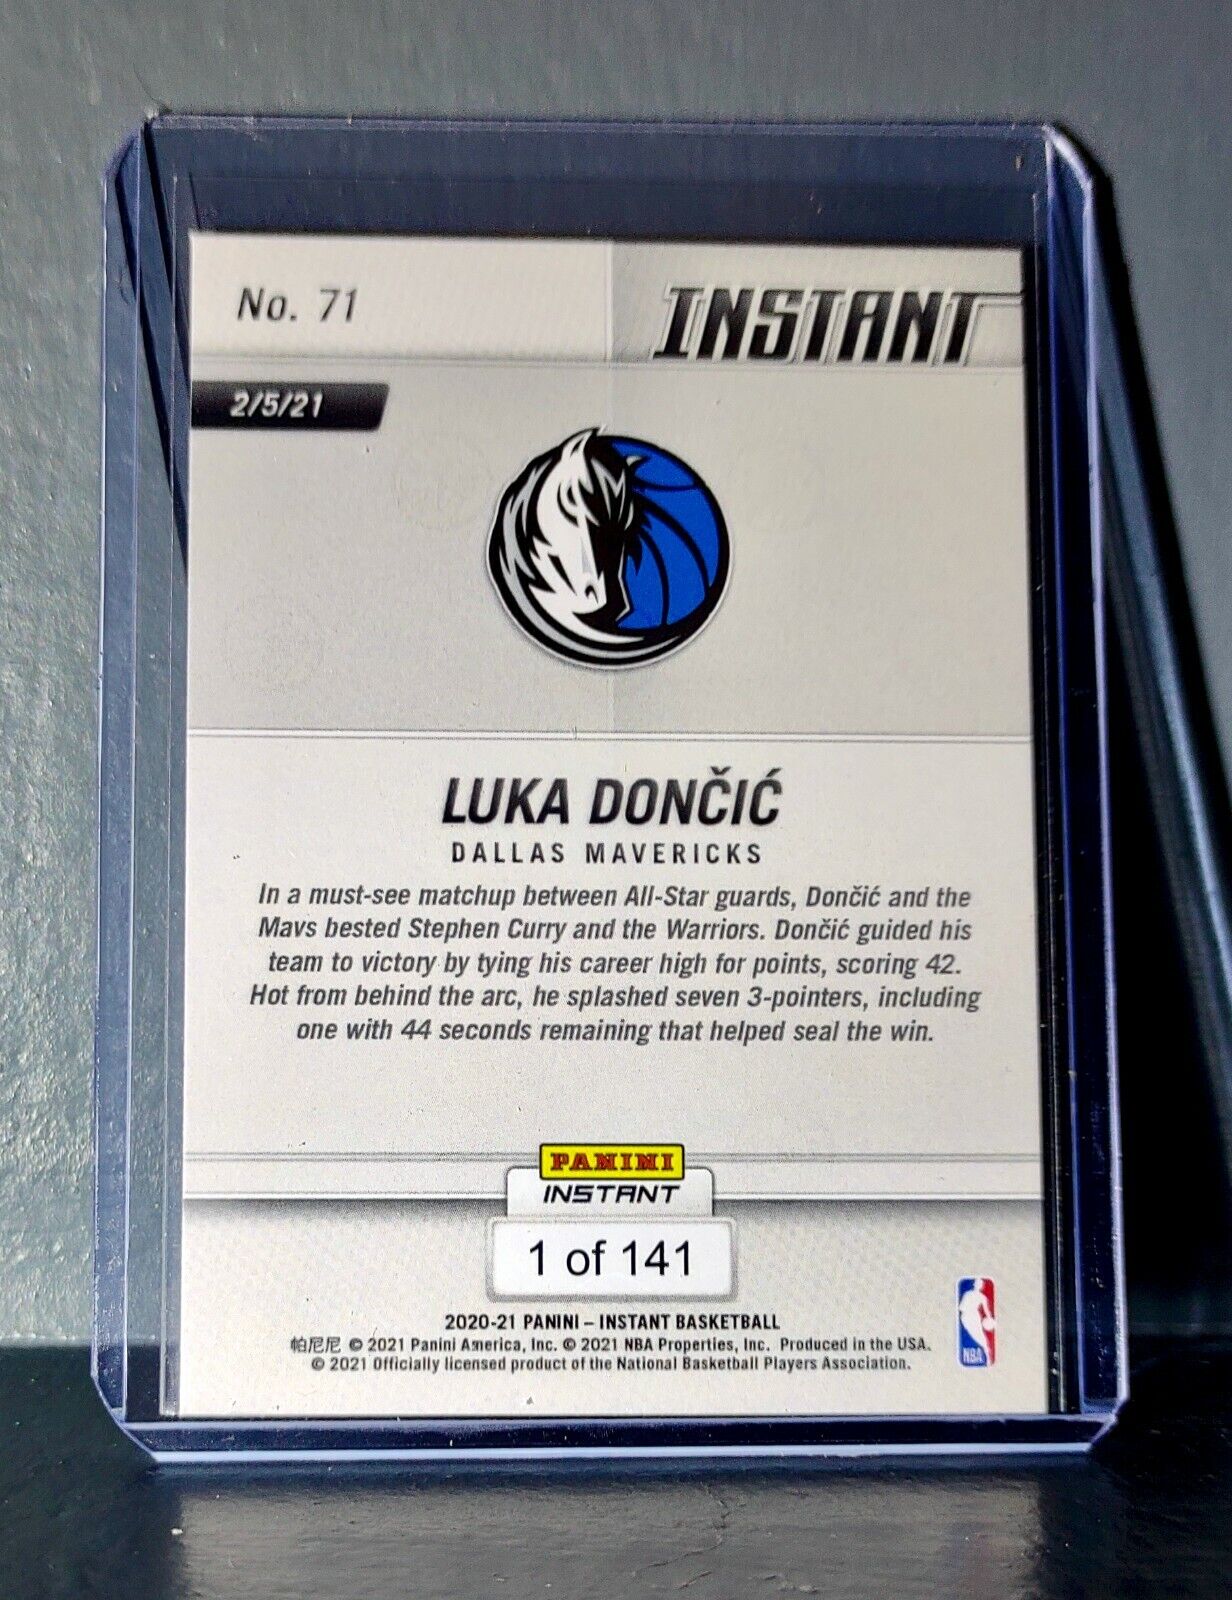 No. 71
INSTANT
2/5/21
LUKA DONČIĆ
DALLAS MAVERICKS
In a must-see matchup between All-Star guards, Dončić and the
Mavs bested Stephen Curry and the Warriors. Dončić guided his
team to victory by tying his career high for points, scoring 42.
Hot from behind the arc, he splashed seven 3-pointers, including
one with 44 seconds remaining that helped seal the win.
PANINI
INSTANT
1 of 141
2020-21 PANINI – INSTANT BASKETBALL
帕尼尼 © 2021 Panini America, Inc. © 2021 NBA Properties, Inc. Produced in the USA.
© 2021 Officially licensed product of the National Basketball Players Association.
NBA